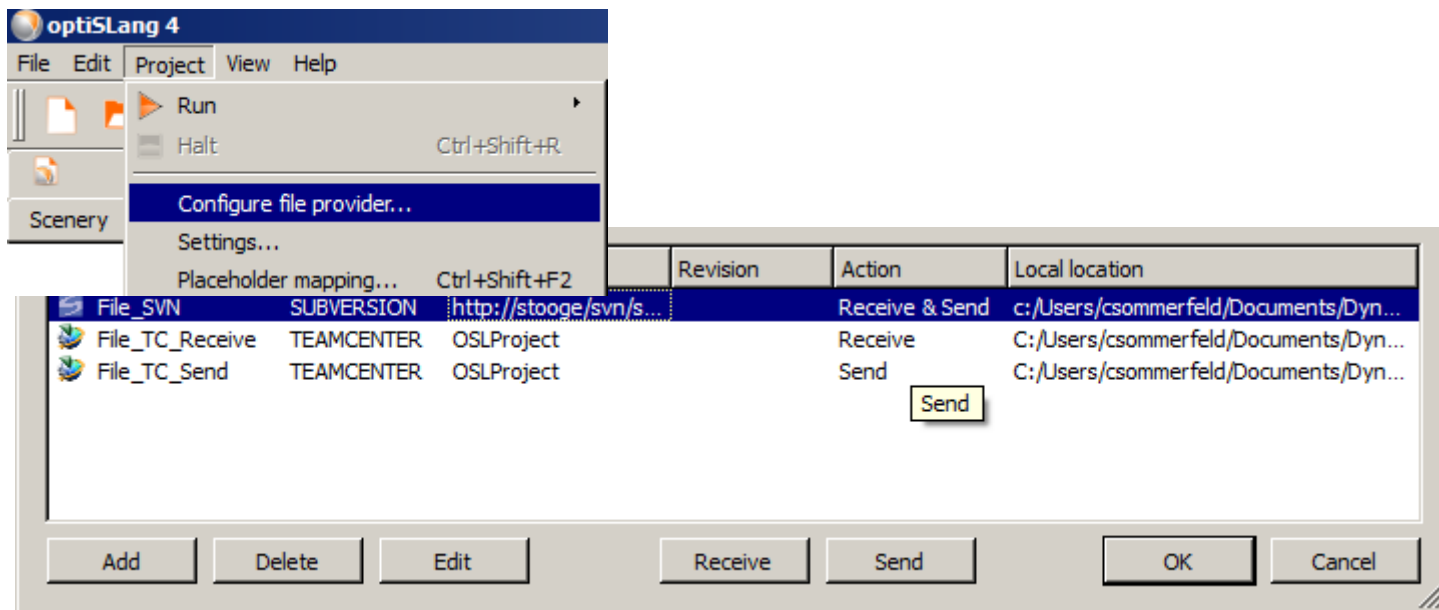 optiSLang 4
File Edit Project View Help
Run
Halt Ctrl+Shift+R
Configure file provider...
Scenery
Settings...
Placeholder mapping... Ctrl+Shift+F2
Revision Action Local location
File_SVN SUBVERSION http://stooge/svn/s... Receive & Send c:/Users/csommerfeld/Documents/Dyn...
File_TC_Receive TEAMCENTER OSLProject Receive C:/Users/csommerfeld/Documents/Dyn...
File_TC_Send TEAMCENTER OSLProject Send C:/Users/csommerfeld/Documents/Dyn...
Send
Add Delete Edit Receive Send OK Cancel